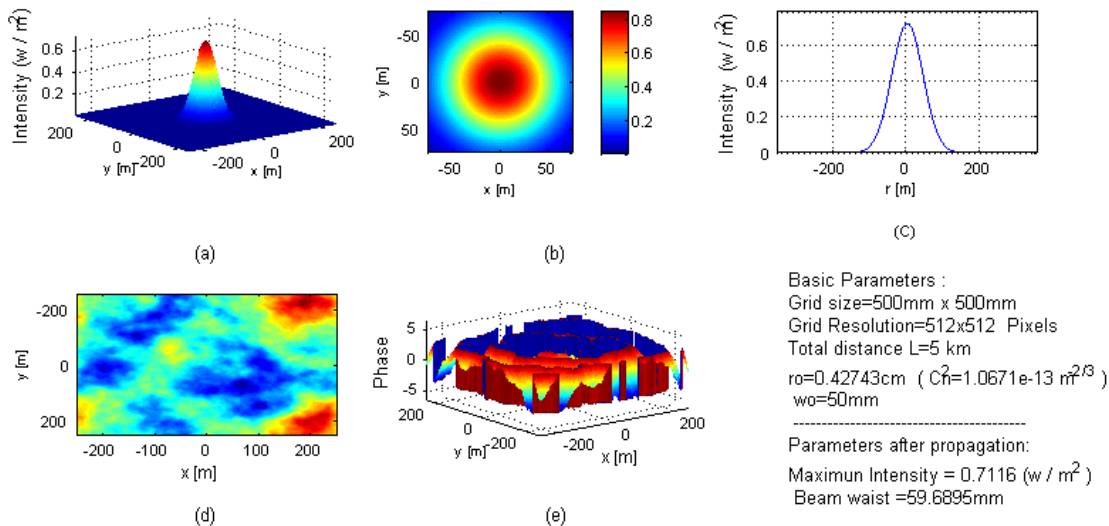 Intensity (w / m²)
0.6
0.4
0.2
200
0
-200
y [m]
-200
0
200
x [m]
(a)
-50
0
50
y [m]
-50 0 50
x [m]
0.8
0.6
0.4
0.2
(b)
Intensity (w / m²)
0.6
0.4
0.2
0
-200 0 200
r [m]
(C)
-200
0
200
y [m]
-200 -100 0 100 200
x [m]
(d)
Phase
5
0
-5
200
0
-200
y [m]
-200
0
200
x [m]
(e)
Basic Parameters :
Grid size=500mm x 500mm
Grid Resolution=512x512 Pixels
Total distance L=5 km
ro=0.42743cm ( Cn²=1.0671e-13 m^2/3 )
wo=50mm
----------------------------------------
Parameters after propagation:
Maximun Intensity = 0.7116 (w / m² )
Beam waist =59.6895mm